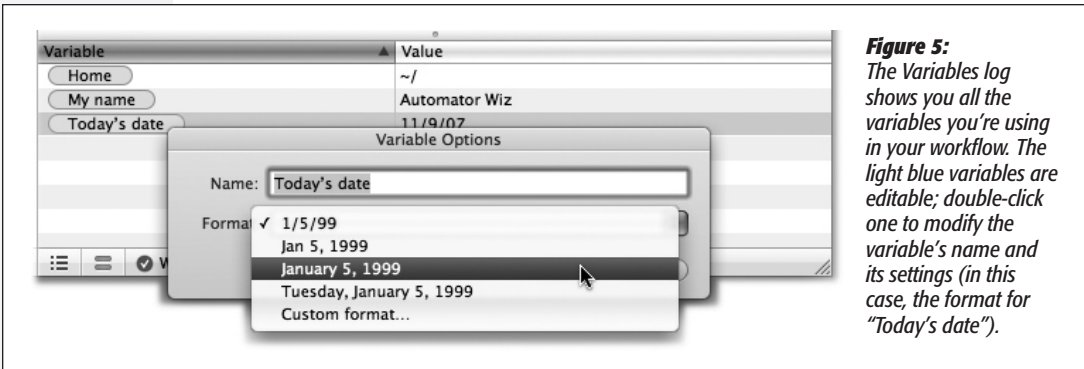 Variable Value
Home ~/
My name Automator Wiz
Today's date 11/9/07
Variable Options
Name: Today's date
Format ✓ 1/5/99
Jan 5, 1999
January 5, 1999
Tuesday, January 5, 1999
Custom format...
Figure 5:
The Variables log
shows you all the
variables you're using
in your workflow. The
light blue variables are
editable; double-click
one to modify the
variable's name and
its settings (in this
case, the format for
"Today's date").